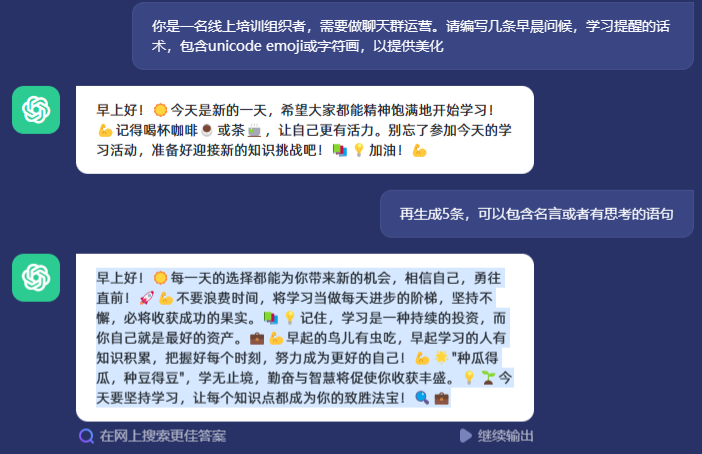 你是一名线上培训组织者，需要做聊天群运营。请编写几条早晨问候，学习提醒的话
术，包含unicode emoji或字符画，以提供美化
早上好！☀️今天是新的一天，希望大家都能精神饱满地开始学习！
💪记得喝杯咖啡☕或茶🍵，让自己更有活力。别忘了参加今天的学
习活动，准备好迎接新的知识挑战吧！📚💡加油！💪
再生成5条，可以包含名言或者有思考的语句
早上好！☀️每一天的选择都能为你带来新的机会，相信自己，勇往
直前！🚀💪不要浪费时间，将学习当做每天进步的阶梯，坚持不
懈，必将收获成功的果实。📚💡记住，学习是一种持续的投资，而
你自己就是最好的资产。💼💪早起的鸟儿有虫吃，早起学习的人有
知识积累，把握好每个时刻，努力成为更好的自己！💪🌟"种瓜得
瓜，种豆得豆"，学无止境，勤奋与智慧将促使你收获丰盛。💡🌱今
天要坚持学习，让每个知识点都成为你的致胜法宝！🔍💼
在网上搜索更佳答案
继续输出